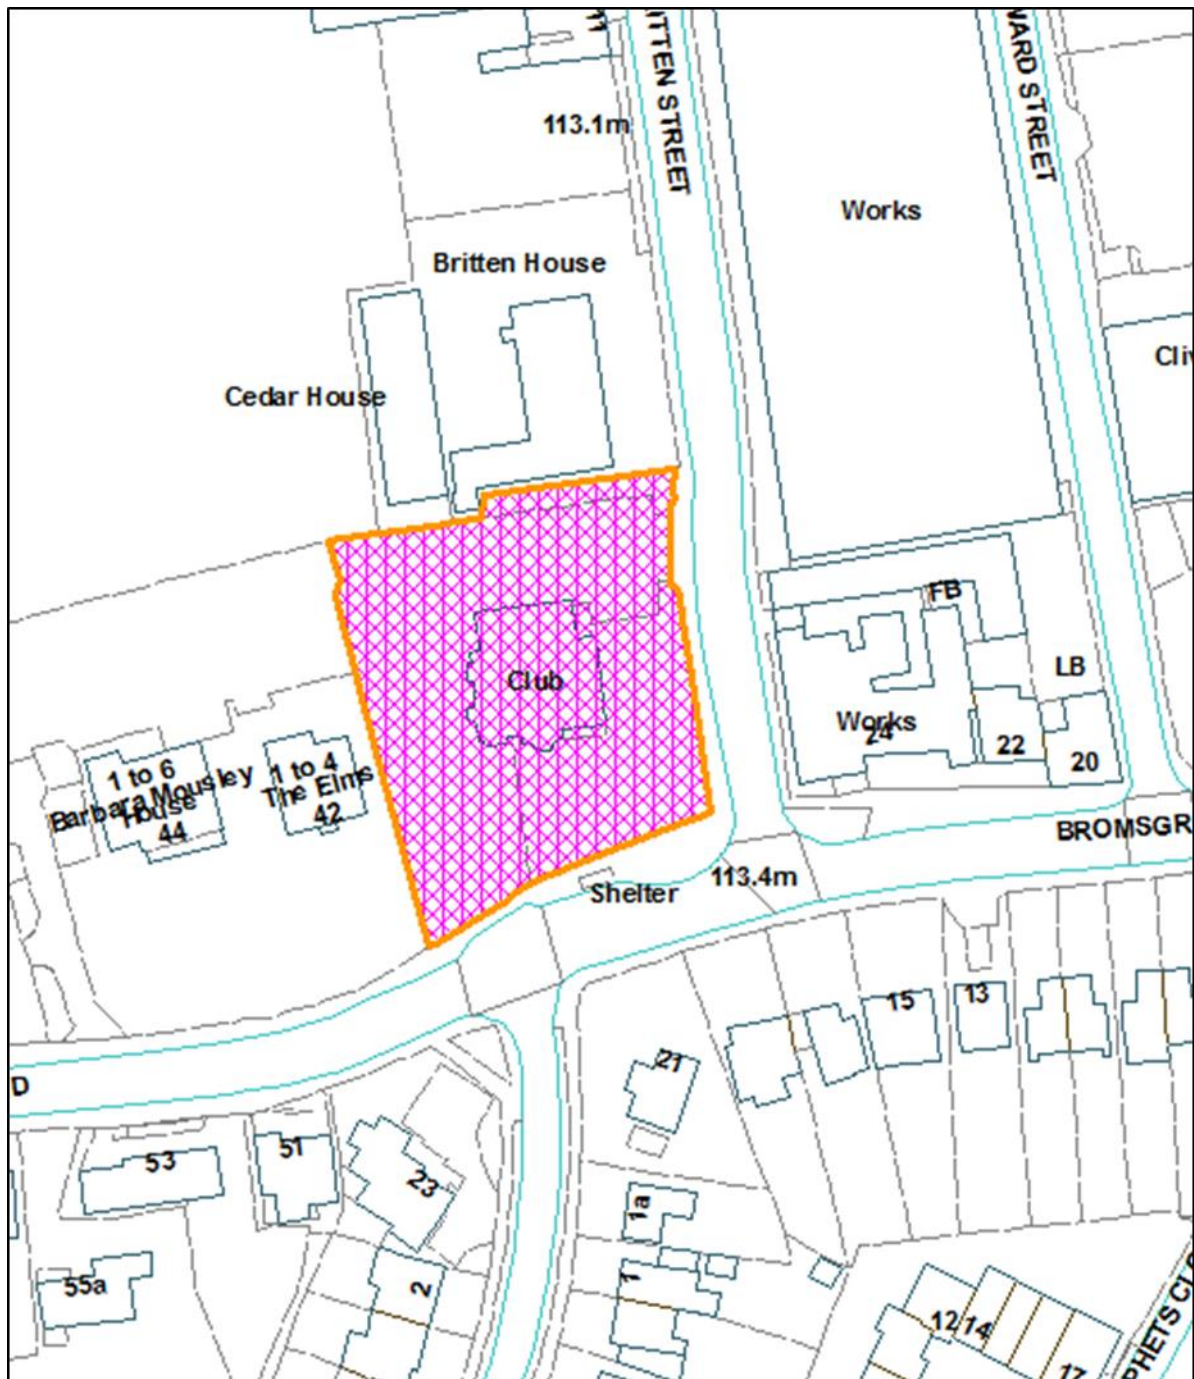 11
ITTEN STREET
WARD STREET
113.1m
Works
Britten House
Cliv
Cedar House
FB
Club
LB
Works
24
22
20
1 to 6
Barbara Mousley
House
44
1 to 4
The Elms
42
BROMSGR
113.4m
Shelter
15
13
21
D
53
51
23
1a
1
2
55a
12
14
17
PHETS CLO